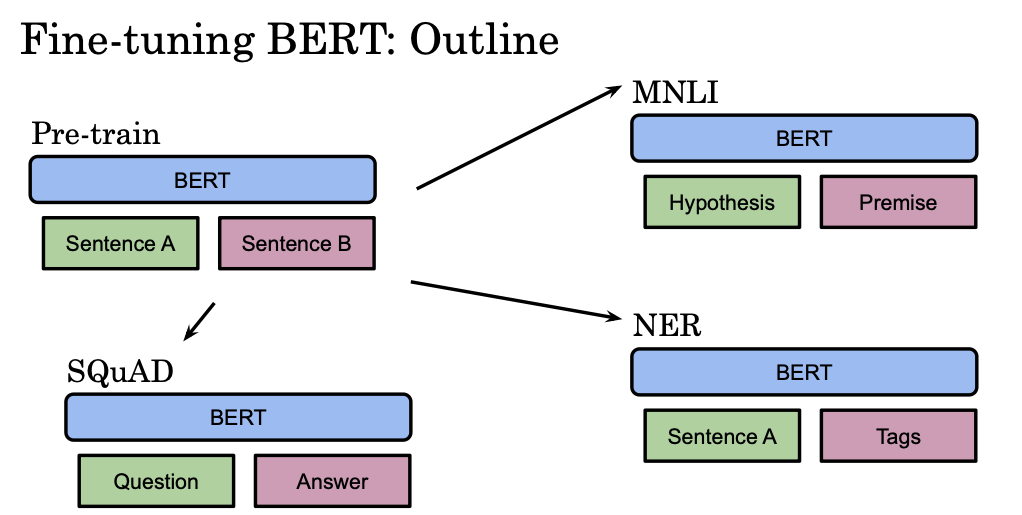 Fine-tuning BERT: Outline
Pre-train
BERT
Sentence A
Sentence B
MNLI
BERT
Hypothesis
Premise
SQuAD
BERT
Question
Answer
NER
BERT
Sentence A
Tags